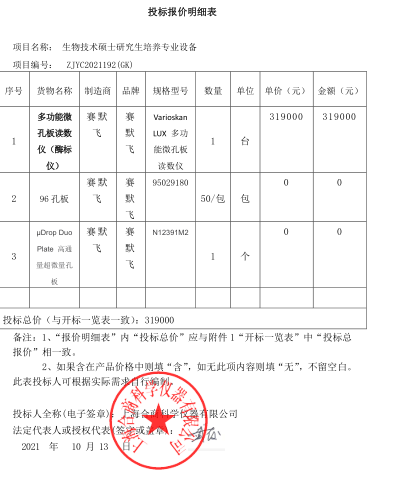 投标报价明细表
项目名称： 生物技术硕士研究生培养专业设备
项目编号： ZJYC2021192(GK)
序号 货物名称 制造商 品牌 规格型号 数量 单位 单价（元） 金额（元）
1 多功能微孔板读数仪（酶标仪） 赛默飞 赛默飞 Varioskan LUX 多功能微孔板读数仪 1 台 319000 319000
2 96 孔板 赛默飞 赛默飞 95029180 50/包 包 0 0
3 μDrop Duo Plate 高通量超微量孔板 赛默飞 赛默飞 N12391M2 1 个 0 0
投标总价（与开标一览表一致）：319000
备注：1、“报价明细表”内“投标总价”应与附件 1“开标一览表”中“投标总
报价”相一致。
2、如果含在产品价格中则填“含”，如无此项内容则填“无”，不留空白。
此表投标人可根据实际需求自行编制。
投标人全称(电子签章)：上海金商科学仪器有限公司
法定代表人或授权代表(签字或盖章)：
2021 年 10 月 13 日